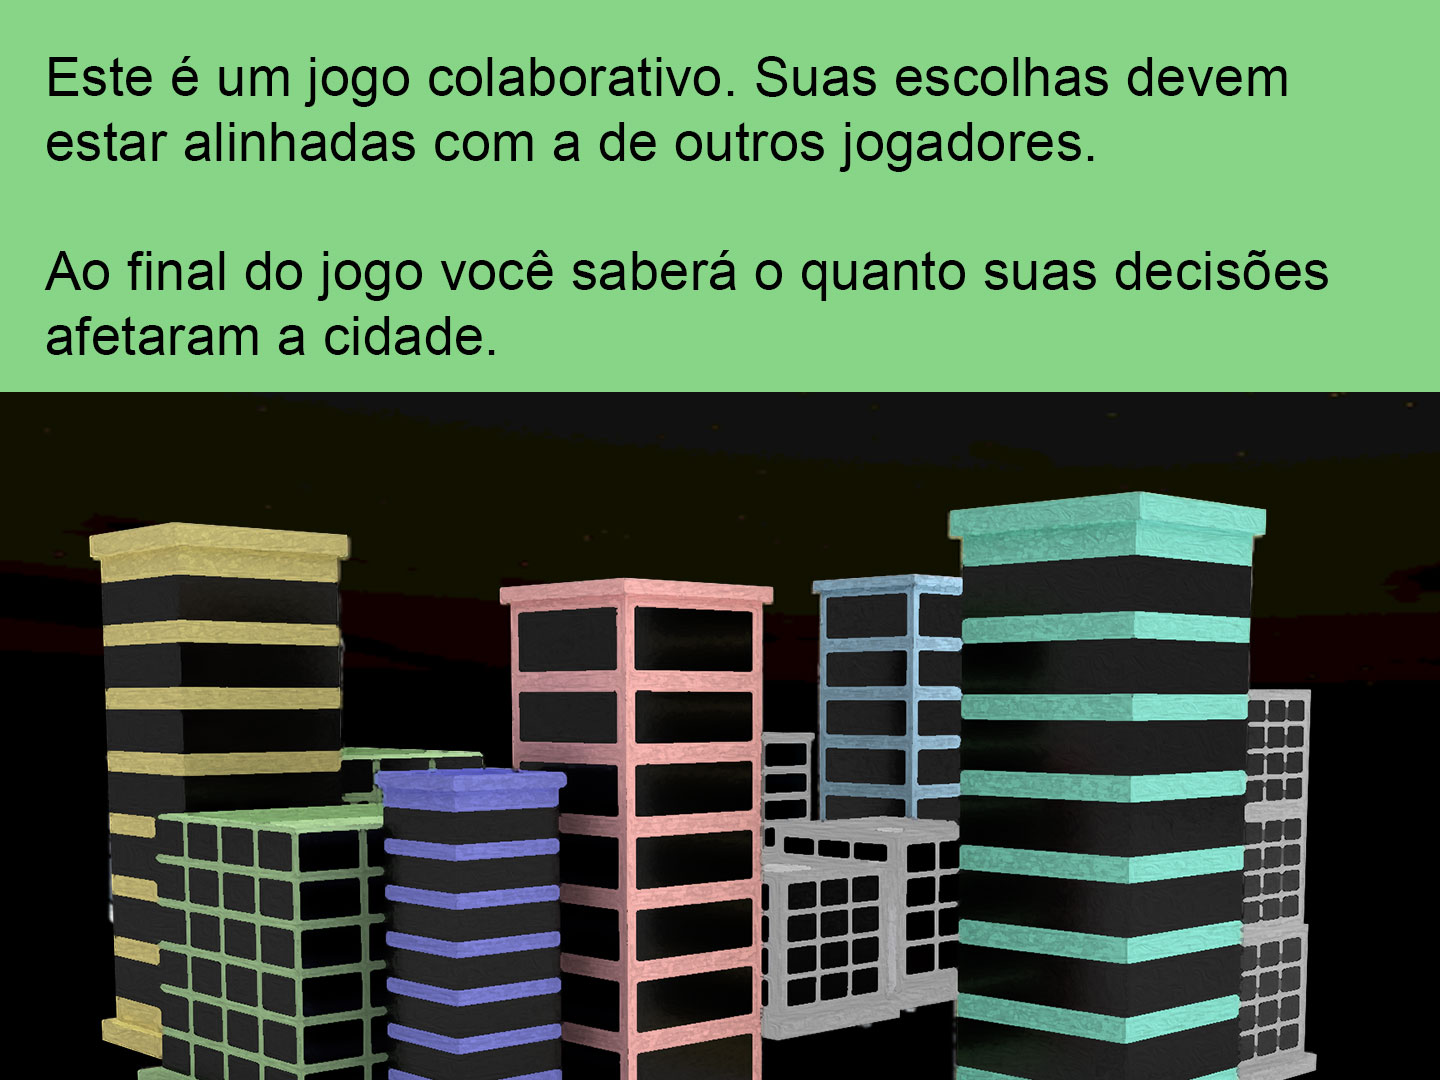 Este é um jogo colaborativo. Suas escolhas devem
estar alinhadas com a de outros jogadores.
Ao final do jogo você saberá o quanto suas decisões
afetaram a cidade.